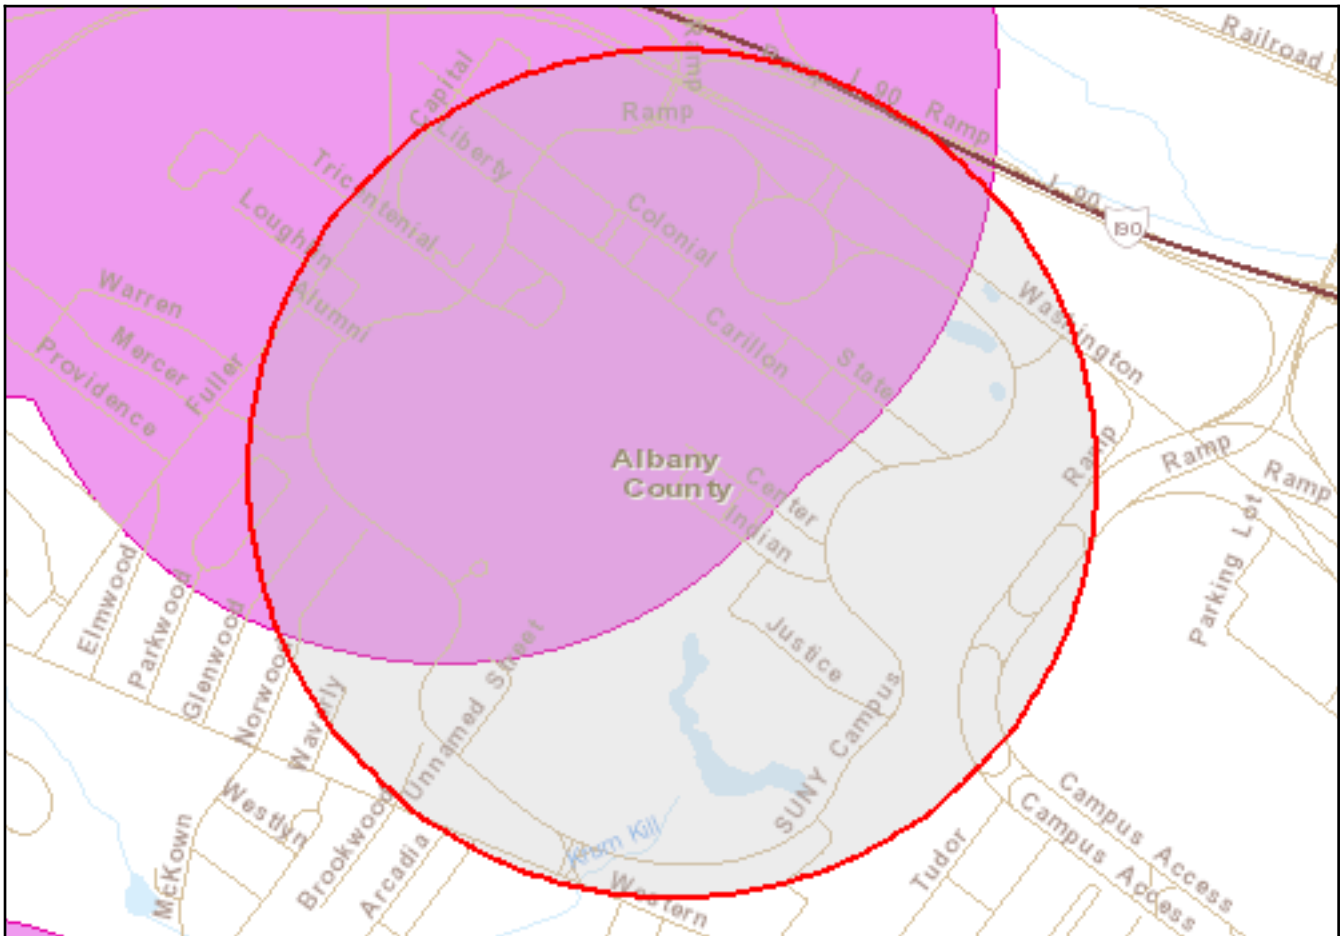 Railroad
Ramp
Ramp
I 90
Ramp
Capital
Ramp
C
Liberty
Tricentenial
Colonial
I 90
I90
Loughlin
Warren
Alumni
Washington
Mercer
Carillon
Providence
Fuller
State
Albany
County
Center
Indian
Ramp
Ramp
Ramp
Parking Lot
Elmwood
Parkwood
Glenwood
Norwood
Waverly
Unnamed Street
Justice
SUNY Campus
Westlyn
Brookwood
McKown
Arcadia
Krum Kill
Western
Tudor
Campus Access
Campus Access